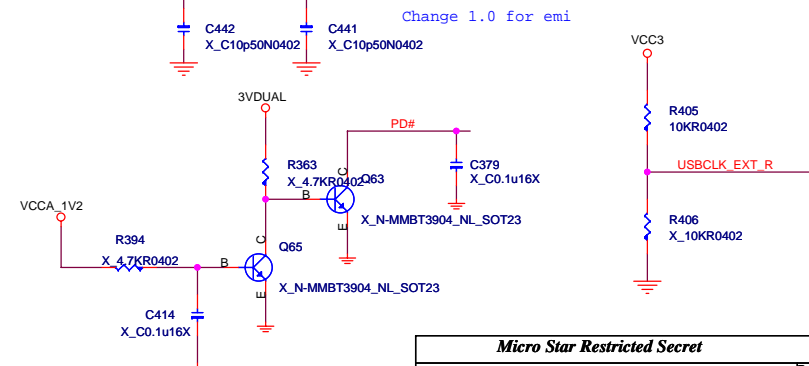 Change 1.0 for emi
C442
X_C10p50N0402
C441
X_C10p50N0402
VCC3
3VDUAL
R405
10KR0402
PD#
USBCLK_EXT_R
R363
X_4.7KR0402
C
Q63
B
E
X_N-MMBT3904_NL_SOT23
C379
X_C0.1u16X
VCCA_1V2
R406
X_10KR0402
R394
X_4.7KR0402
B
C
Q65
E
X_N-MMBT3904_NL_SOT23
C414
X_C0.1u16X
Micro Star Restricted Secret